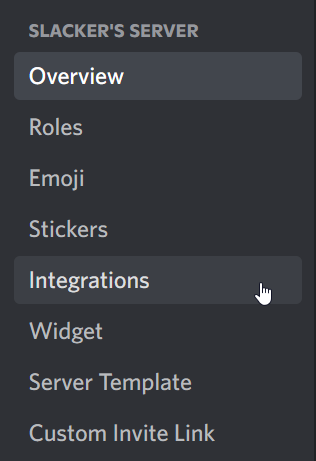 SLACKER'S SERVER
Overview
Roles
Emoji
Stickers
Integrations
Widget
Server Template
Custom Invite Link